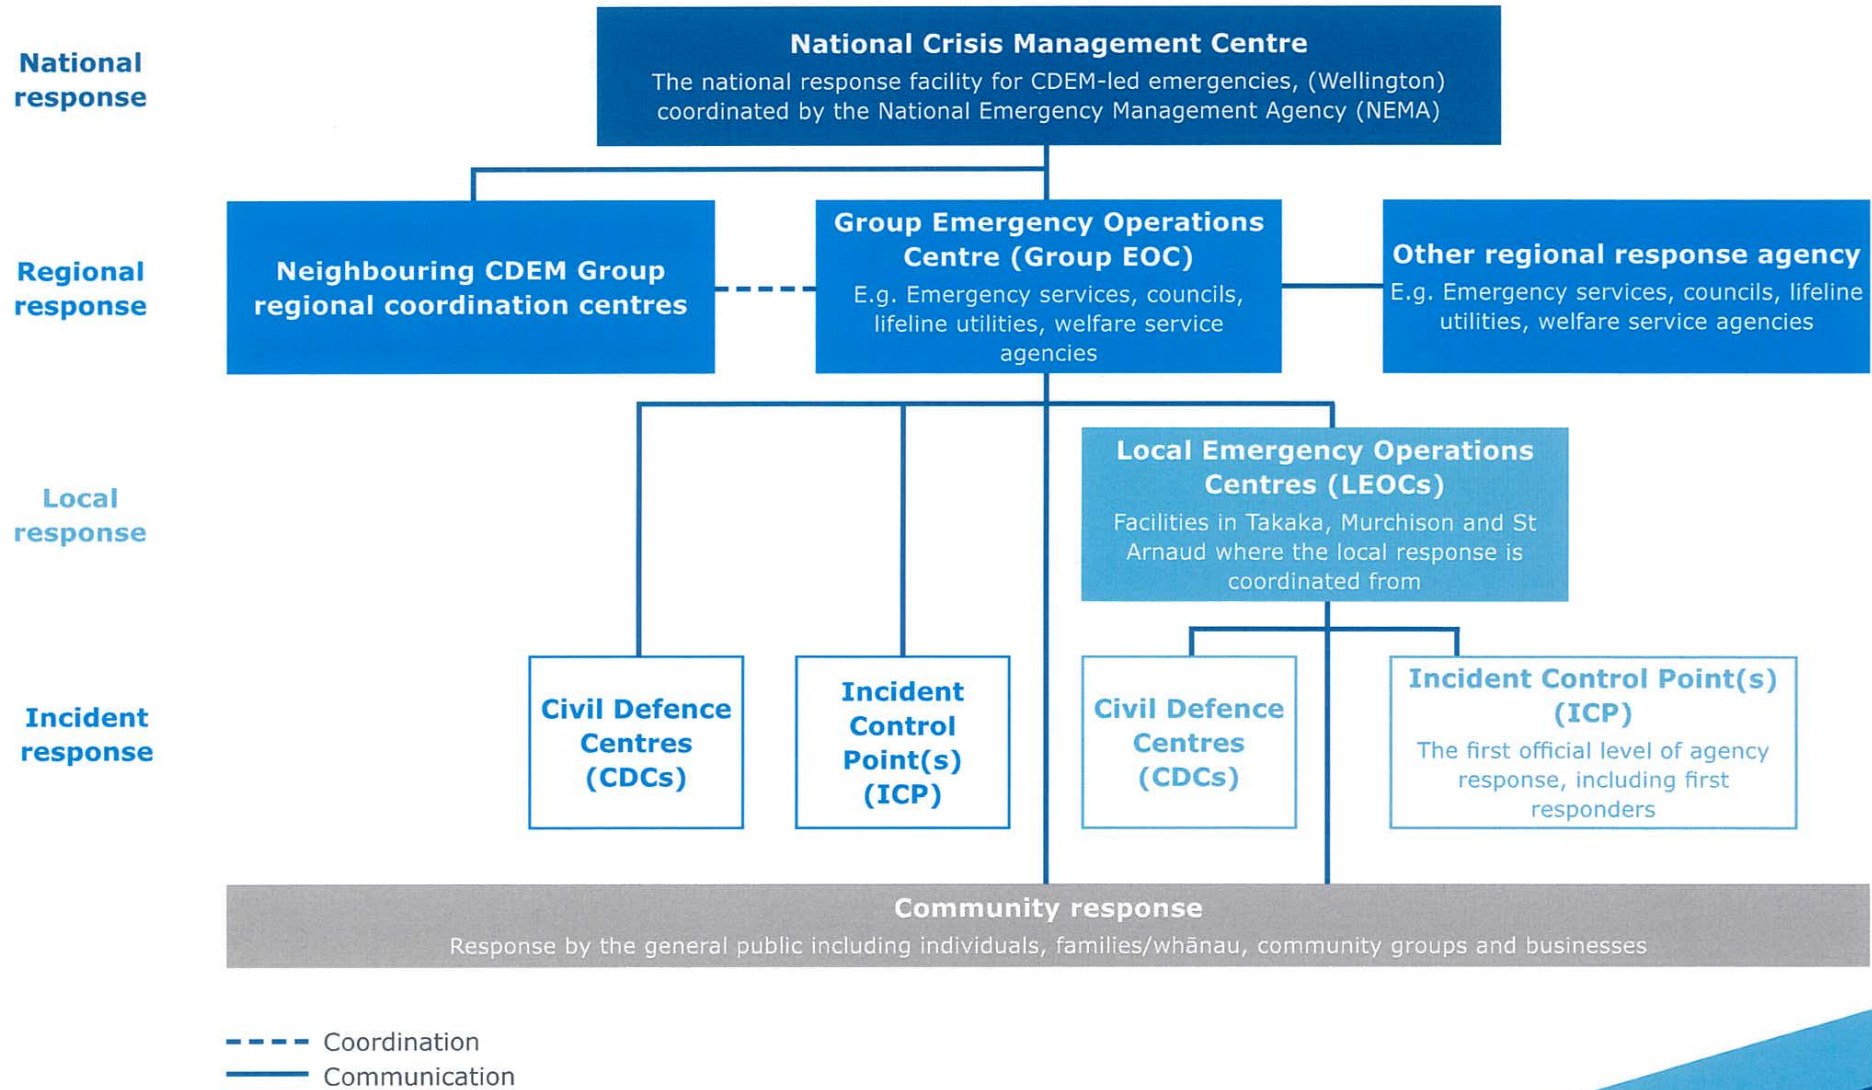 National
response
National Crisis Management Centre
The national response facility for CDEM-led emergencies, (Wellington)
coordinated by the National Emergency Management Agency (NEMA)
Regional
response
Neighbouring CDEM Group
regional coordination centres
Group Emergency Operations
Centre (Group EOC)
E.g. Emergency services, councils,
lifeline utilities, welfare service
agencies
Other regional response agency
E.g. Emergency services, councils, lifeline
utilities, welfare service agencies
Local
response
Local Emergency Operations
Centres (LEOCs)
Facilities in Takaka, Murchison and St
Arnaud where the local response is
coordinated from
Incident
response
Civil Defence
Centres
(CDCs)
Incident
Control
Point(s)
(ICP)
Civil Defence
Centres
(CDCs)
Incident Control Point(s)
(ICP)
The first official level of agency
response, including first
responders
Community response
Response by the general public including individuals, families/whānau, community groups and businesses
Coordination
Communication